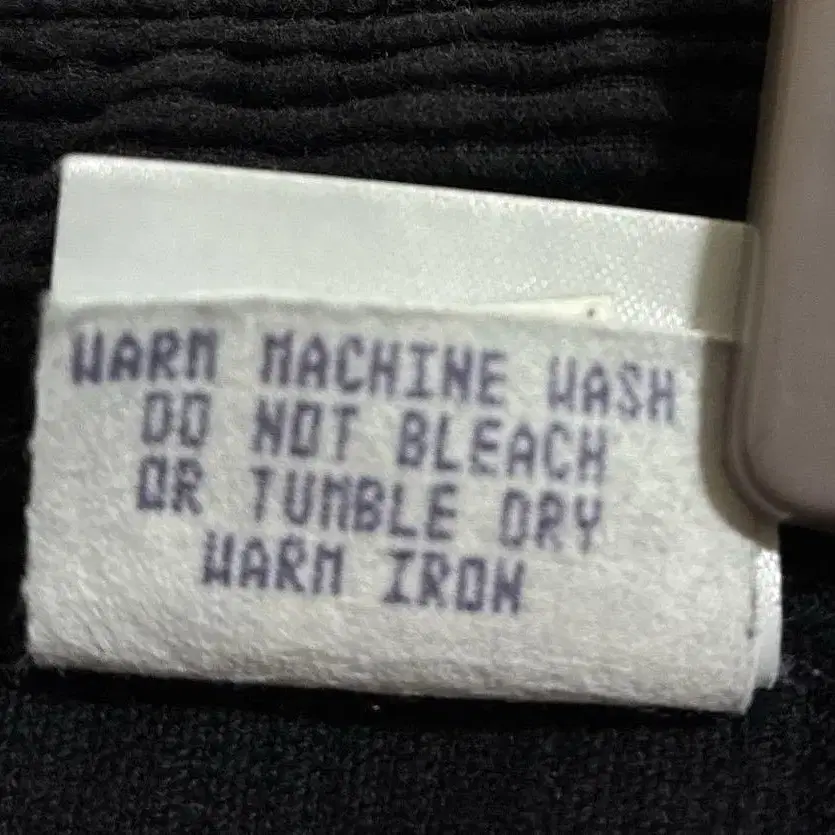 WARM MACHINE WASH
DO NOT BLEACH
OR TUMBLE DRY
WARM IRON